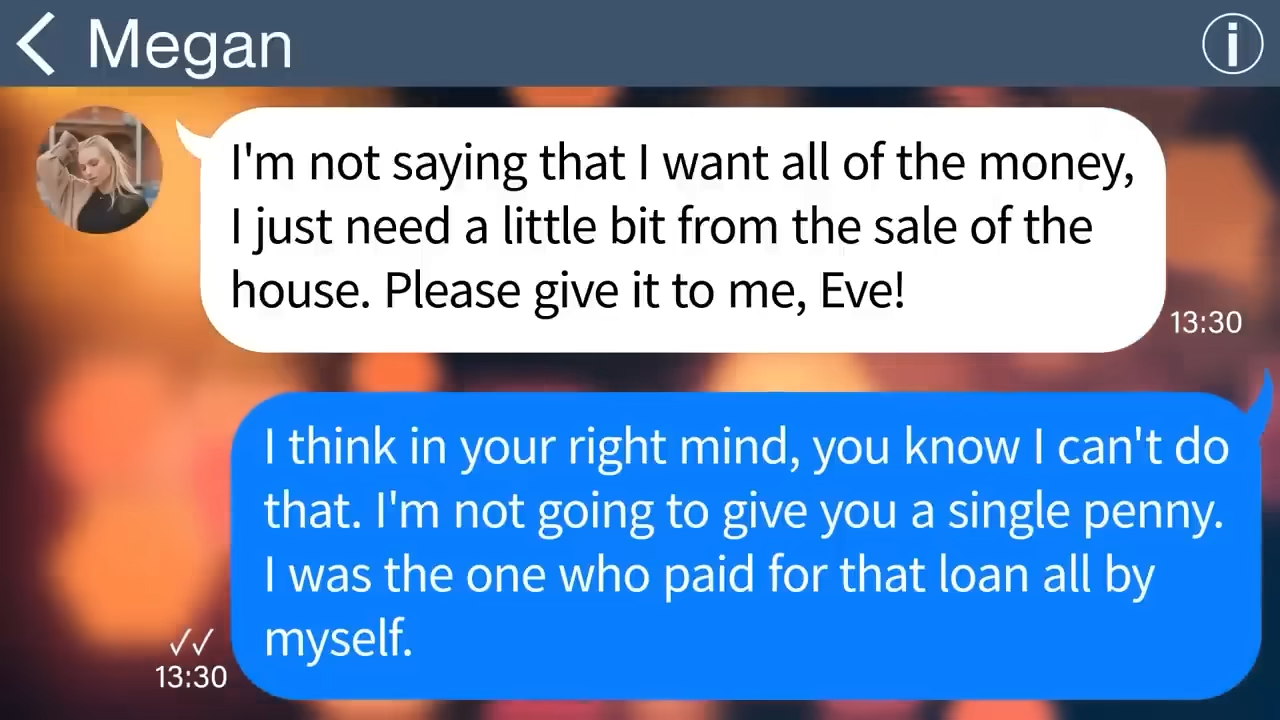 Megan
I'm not saying that I want all of the money,
I just need a little bit from the sale of the
house. Please give it to me, Eve!
13:30
I think in your right mind, you know I can't do
that. I'm not going to give you a single penny.
I was the one who paid for that loan all by
myself.
13:30